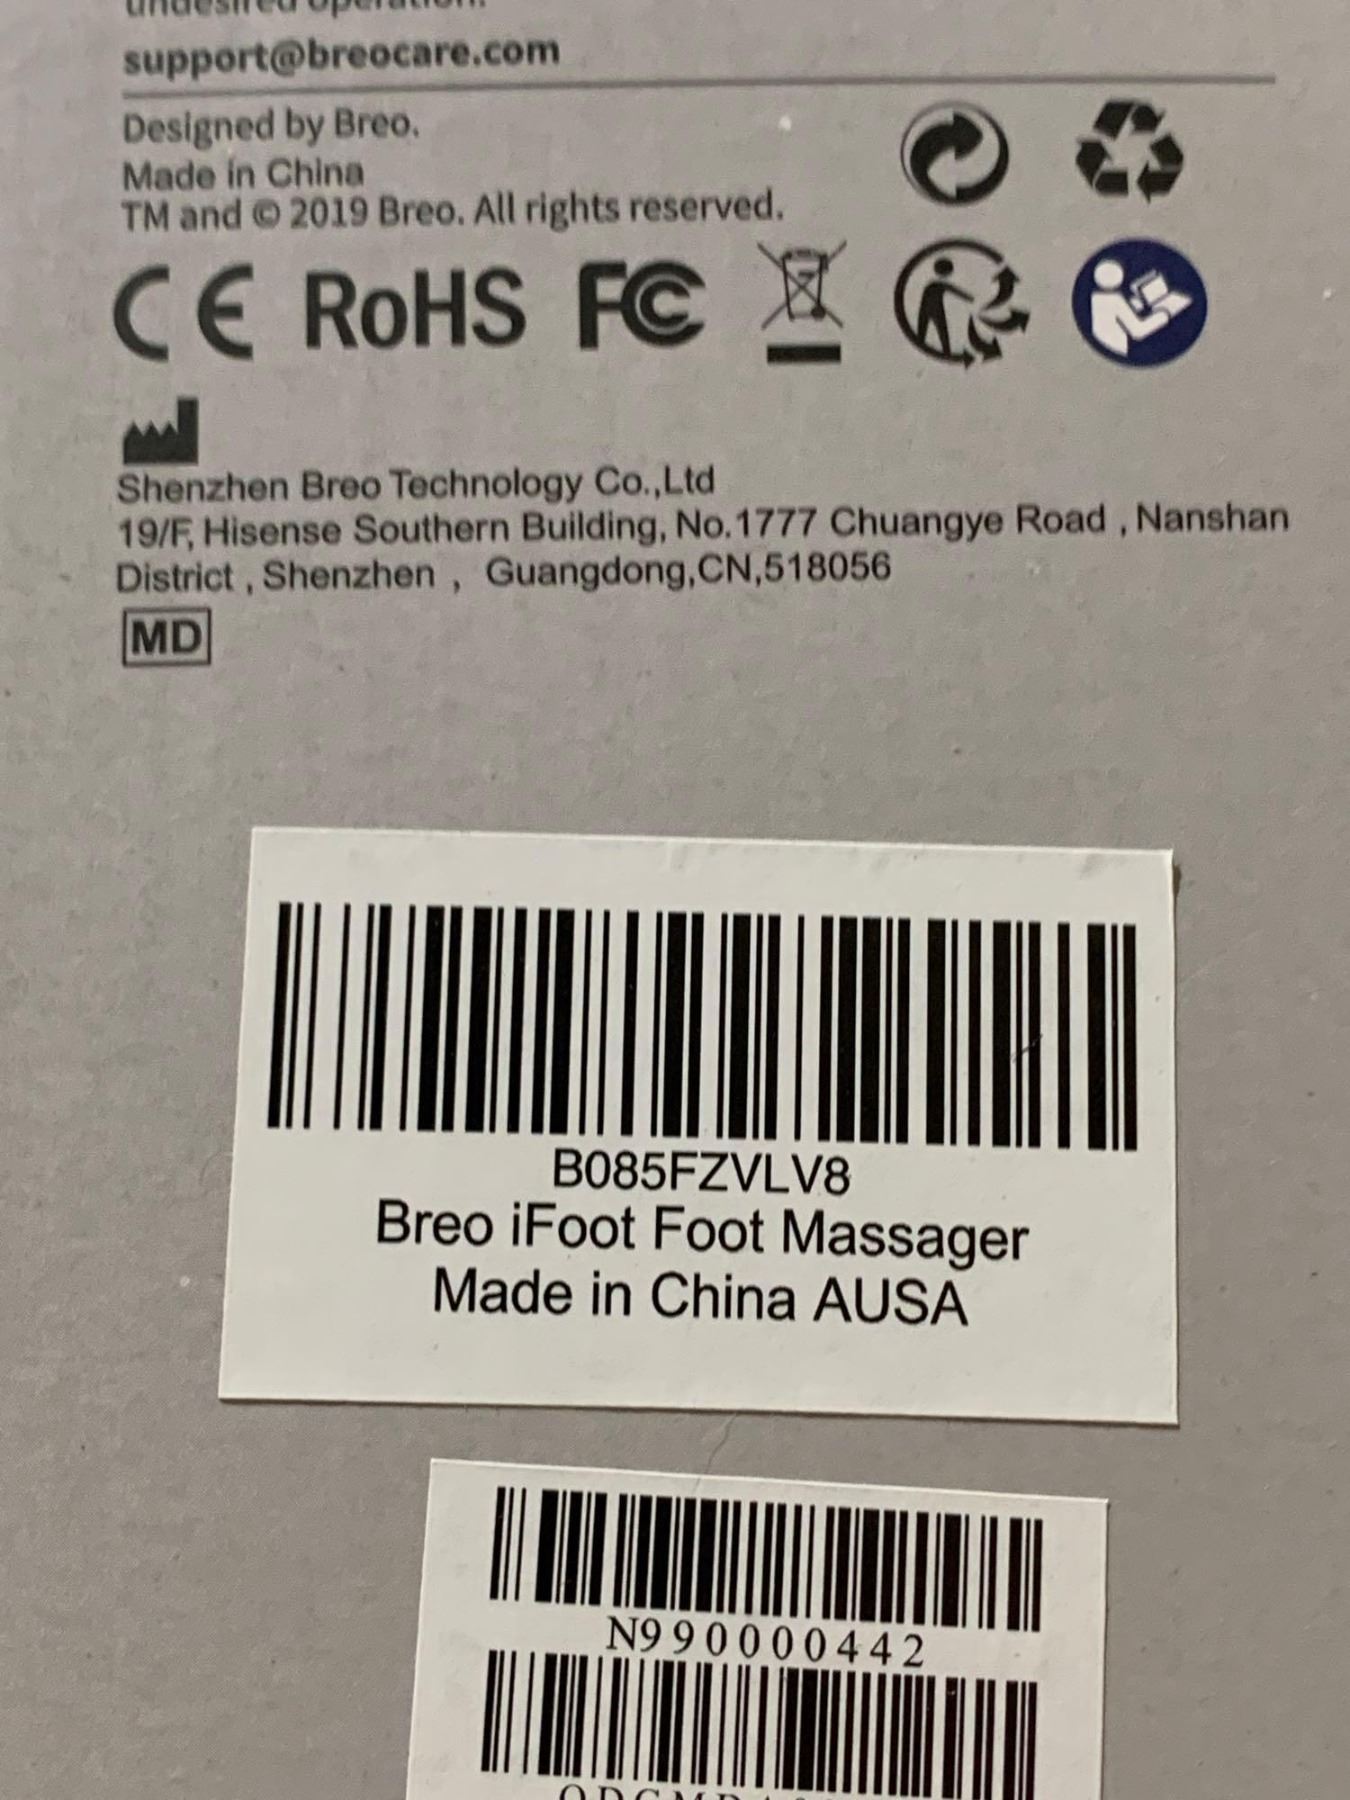 undesired operation.
support@breocare.com
Designed by Breo.
Made in China
TM and © 2019 Breo. All rights reserved.
CE RoHS FC
Shenzhen Breo Technology Co.,Ltd
19/F, Hisense Southern Building, No.1777 Chuangye Road , Nanshan
District , Shenzhen , Guangdong,CN,518056
MD
B085FZVLV8
Breo iFoot Foot Massager
Made in China AUSA
N990000442